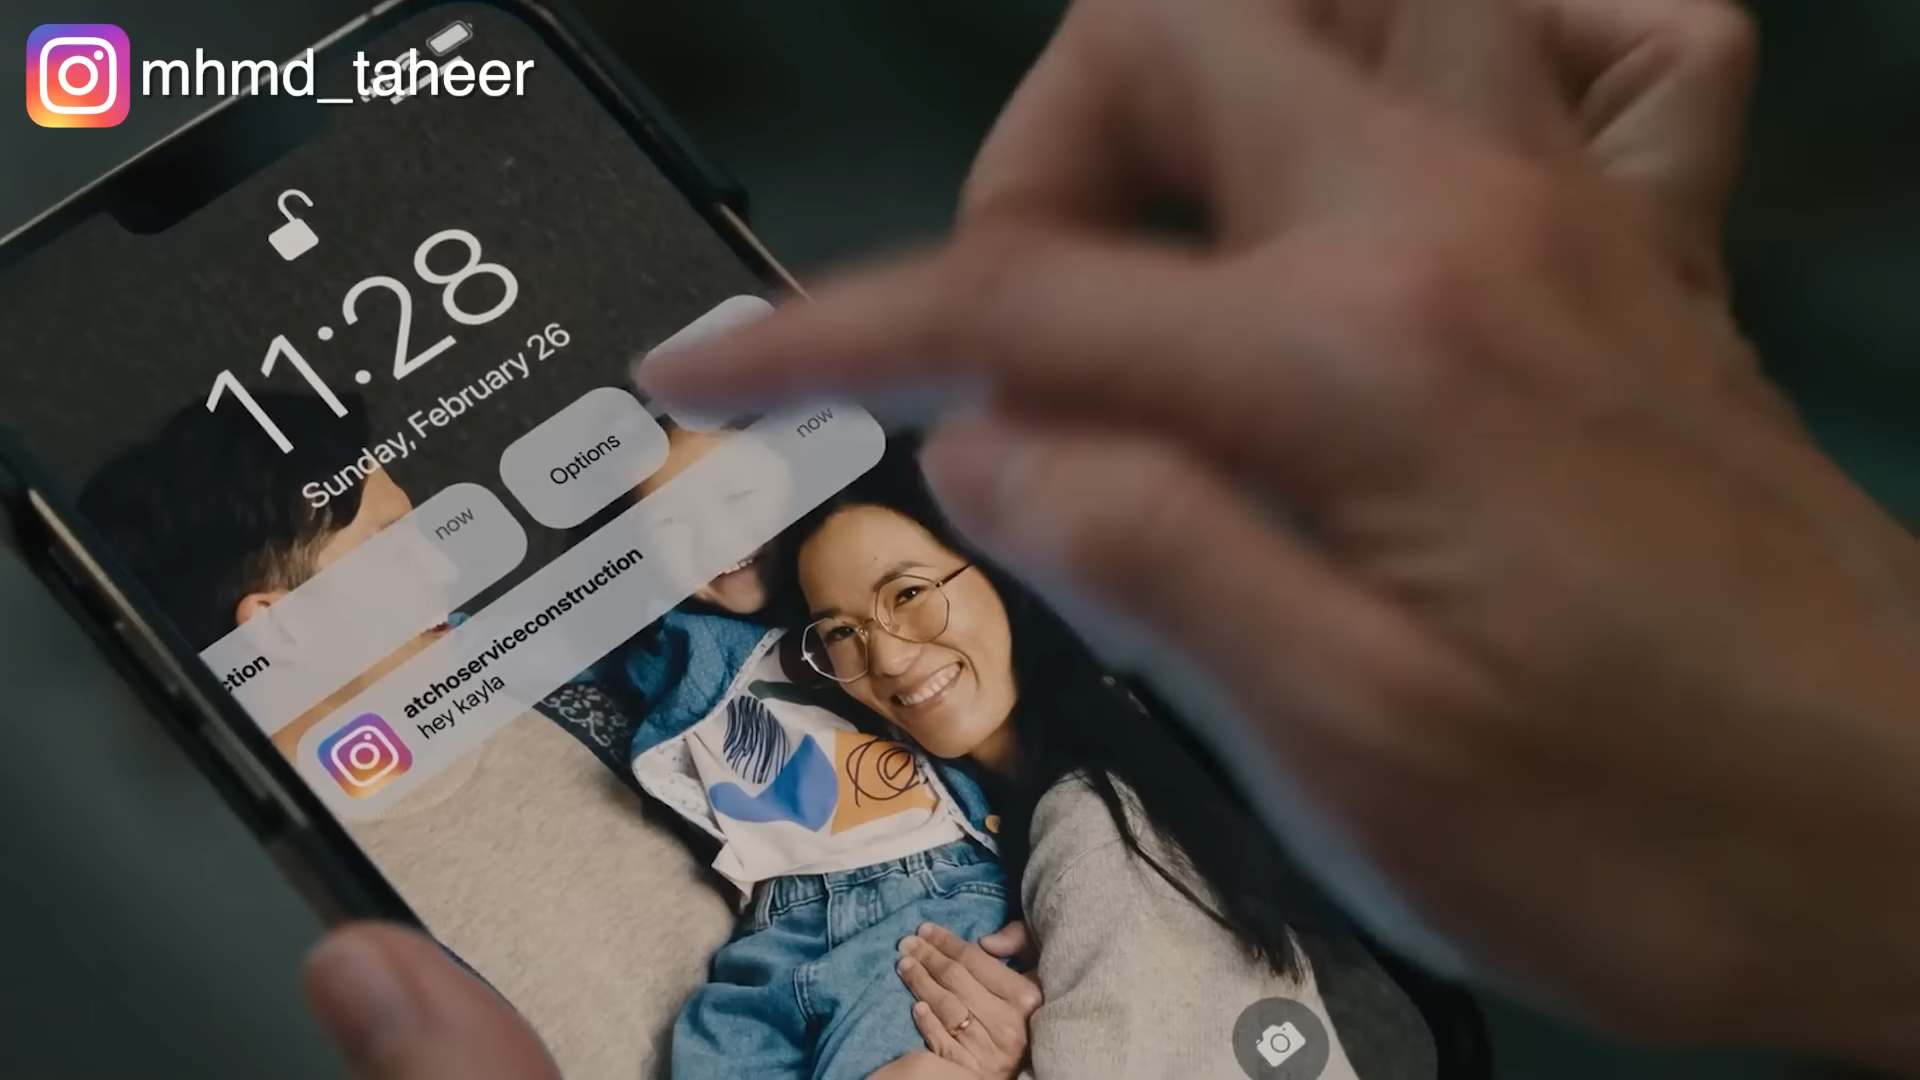 mhmd_taheer
11:28
Sunday, February 26
Options
now
now
ction
atchoserviceconstruction
hey kayla